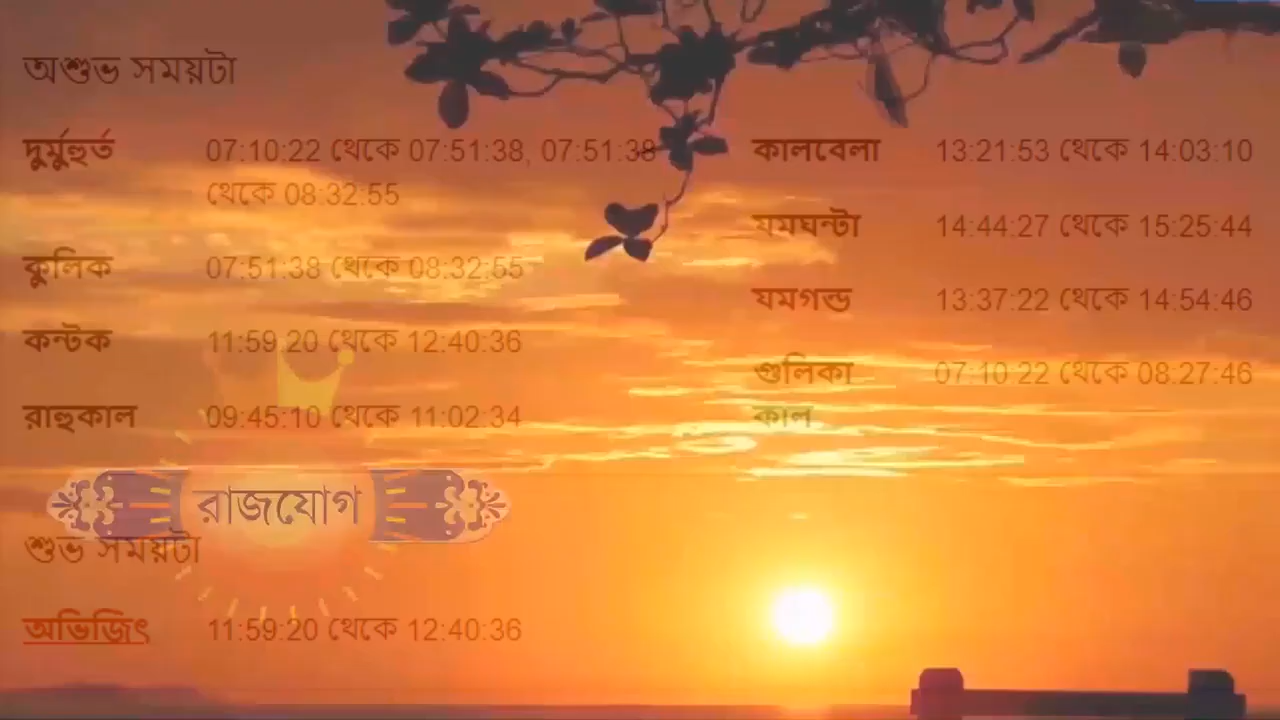 অশুভ সময়টা
দুর্মুহুর্ত 07:10:22 থেকে 07:51:38, 07:51:38
থেকে 08:32:55
কুলিক 07:51:38 থেকে 08:32:55
কন্টক 11:59:20 থেকে 12:40:36
রাহুকাল 09:45:10 থেকে 11:02:34
কালবেলা 13:21:53 থেকে 14:03:10
যমঘন্টা 14:44:27 থেকে 15:25:44
যমগন্ড 13:37:22 থেকে 14:54:46
গুলিকা 07:10:22 থেকে 08:27:46
কাল
রাজযোগ
শুভ সময়টা
অভিজিৎ 11:59:20 থেকে 12:40:36